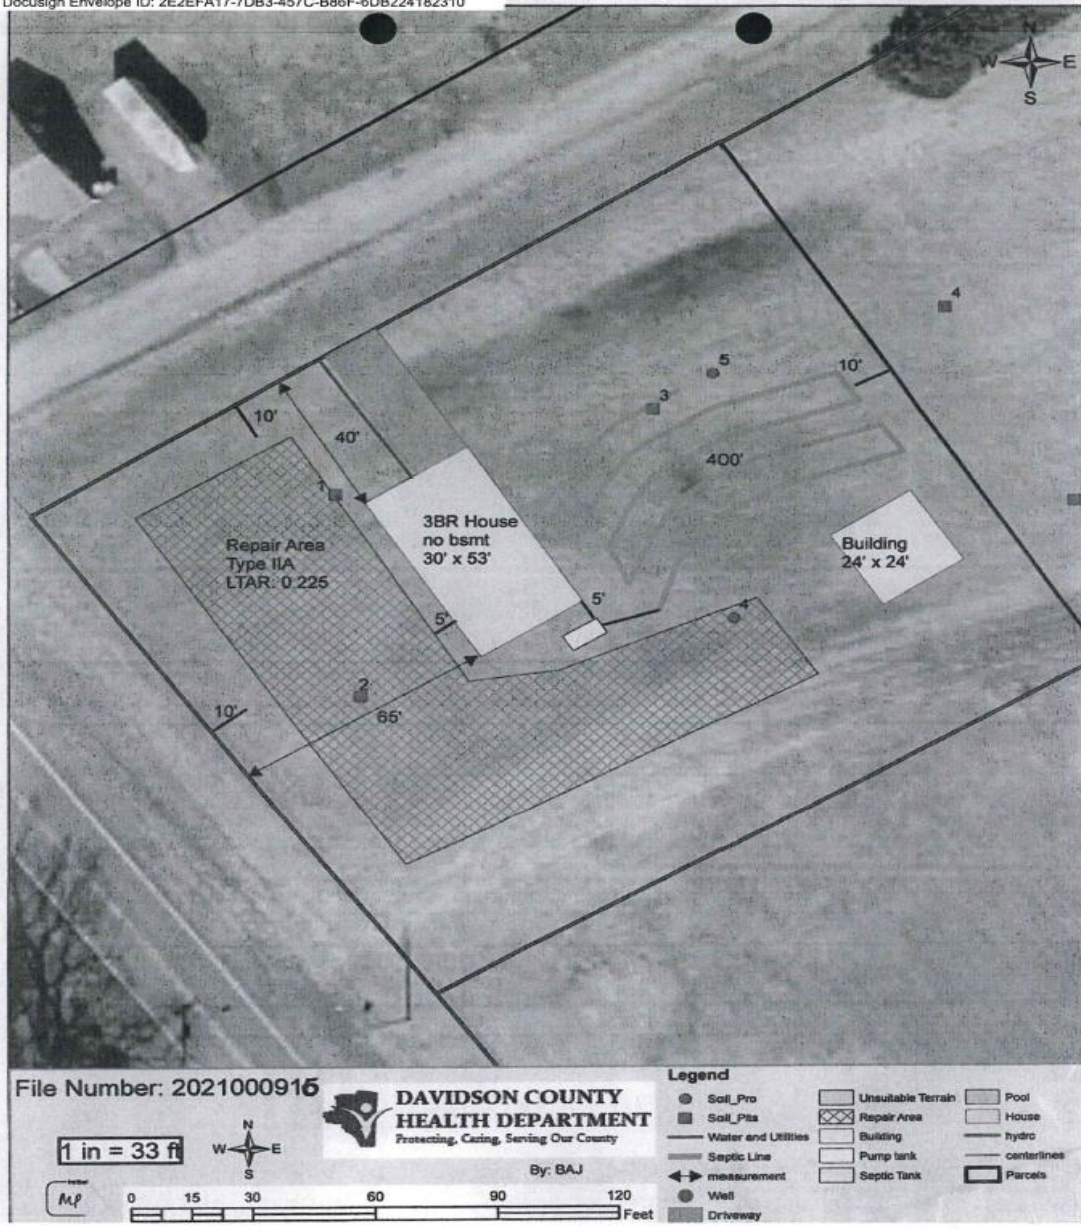 Docusign Envelope ID: 2E2EFA17-7DB3-457C-B86F-6DB224182310
N
W E
S
4
5
10'
3
10'
40'
400'
1
3BR House
no bsmt
30' x 53'
Repair Area
Type IIA
LTAR: 0.225
Building
24' x 24'
5'
5'
4
2
65'
10'
File Number: 2021000915
1 in = 33 ft
N
W E
S
MP
DAVIDSON COUNTY
HEALTH DEPARTMENT
Protecting, Caring, Serving Our County
By: BAJ
0 15 30 60 90 120
Feet
Legend
Soil_Pro
Soil_Pits
Water and Utilities
Septic Line
measurement
Well
Driveway
Unsuitable Terrain
Repair Area
Building
Pump tank
Septic Tank
Pool
House
hydro
centerlines
Parcels